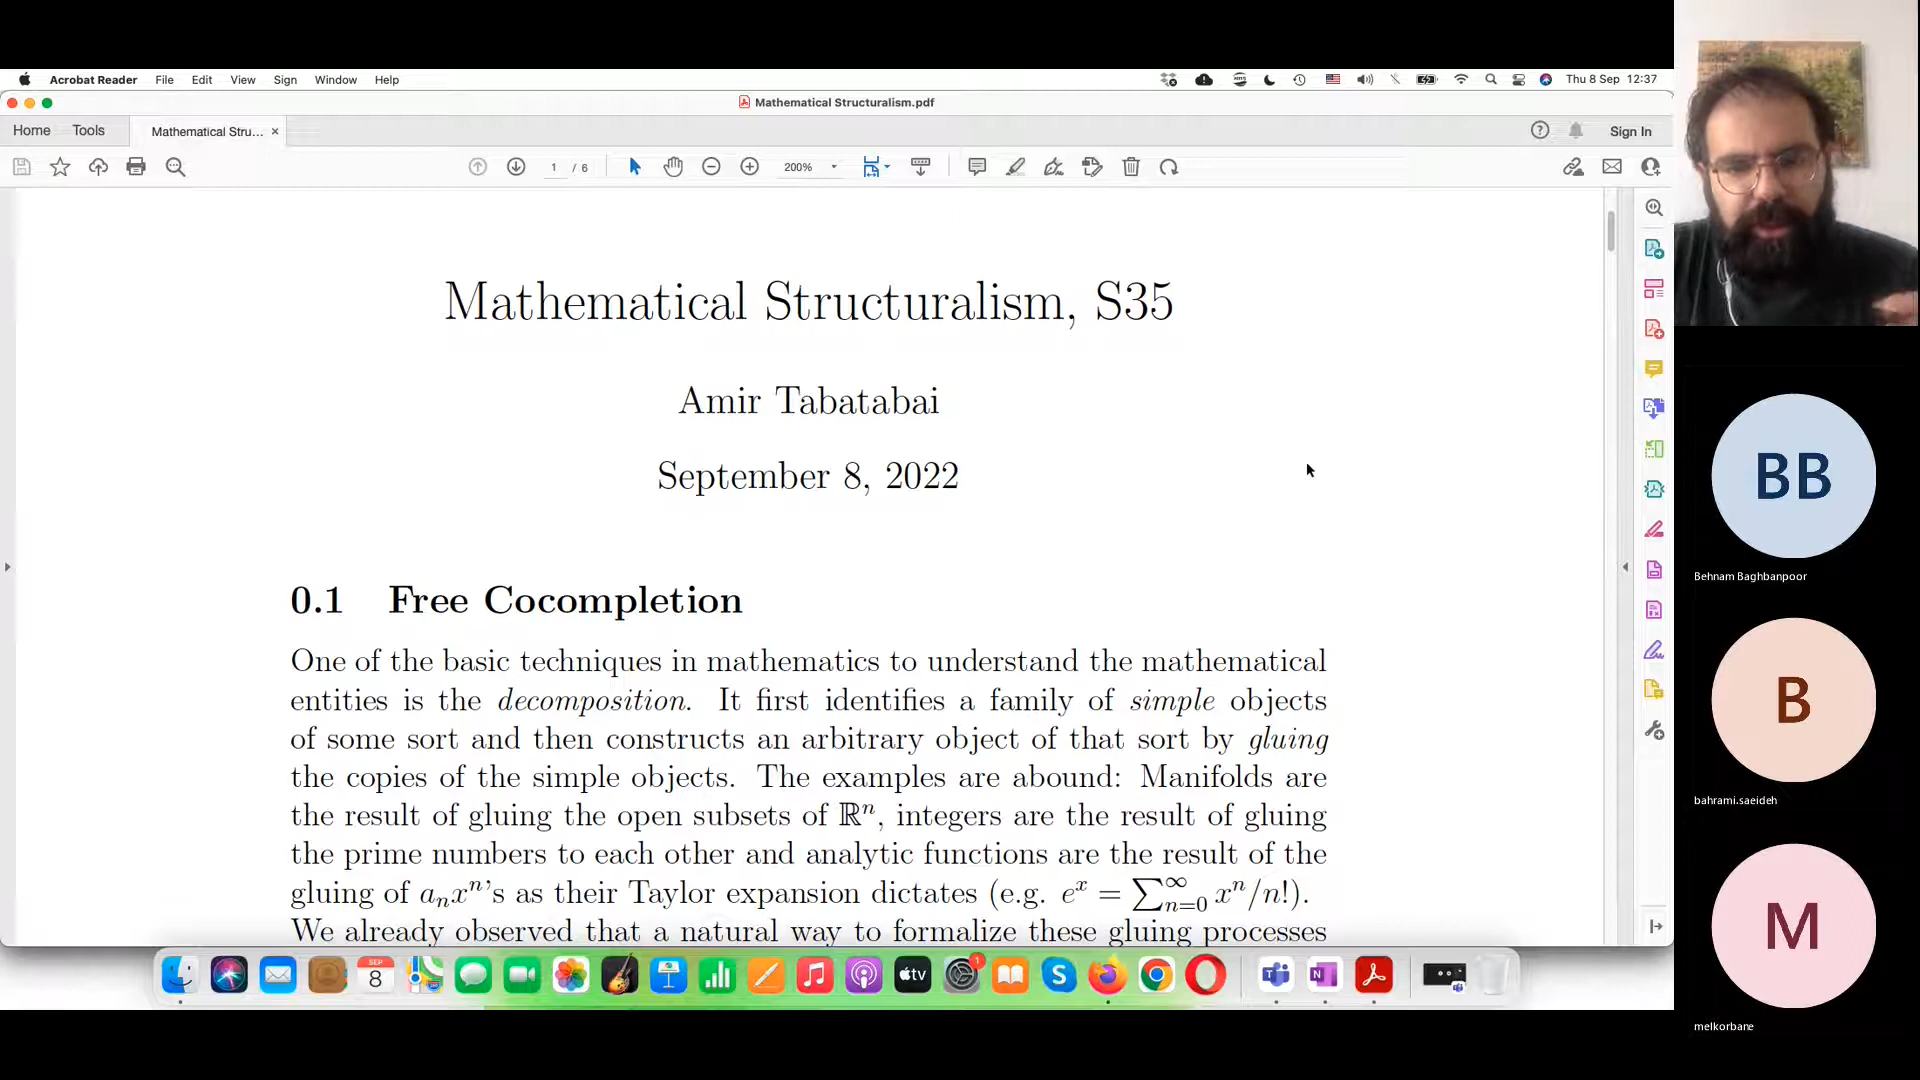 Acrobat Reader File Edit View Sign Window Help Thu 8 Sep 12:37
Mathematical Structuralism.pdf
Home Tools Mathematical Stru... × Sign In
1 / 6 200%
Mathematical Structuralism, S35
Amir Tabatabai
September 8, 2022
0.1 Free Cocompletion
One of the basic techniques in mathematics to understand the mathematical
entities is the decomposition. It first identifies a family of simple objects
of some sort and then constructs an arbitrary object of that sort by gluing
the copies of the simple objects. The examples are abound: Manifolds are
the result of gluing the open subsets of ℝⁿ, integers are the result of gluing
the prime numbers to each other and analytic functions are the result of the
gluing of aₙxⁿ's as their Taylor expansion dictates (e.g. eˣ = ∑_{n=0}^{∞} xⁿ/n!).
We already observed that a natural way to formalize these gluing processes
SEP
8
tv
1
BB
Behnam Baghbanpoor
B
bahrami.saeideh
M
melkorbane